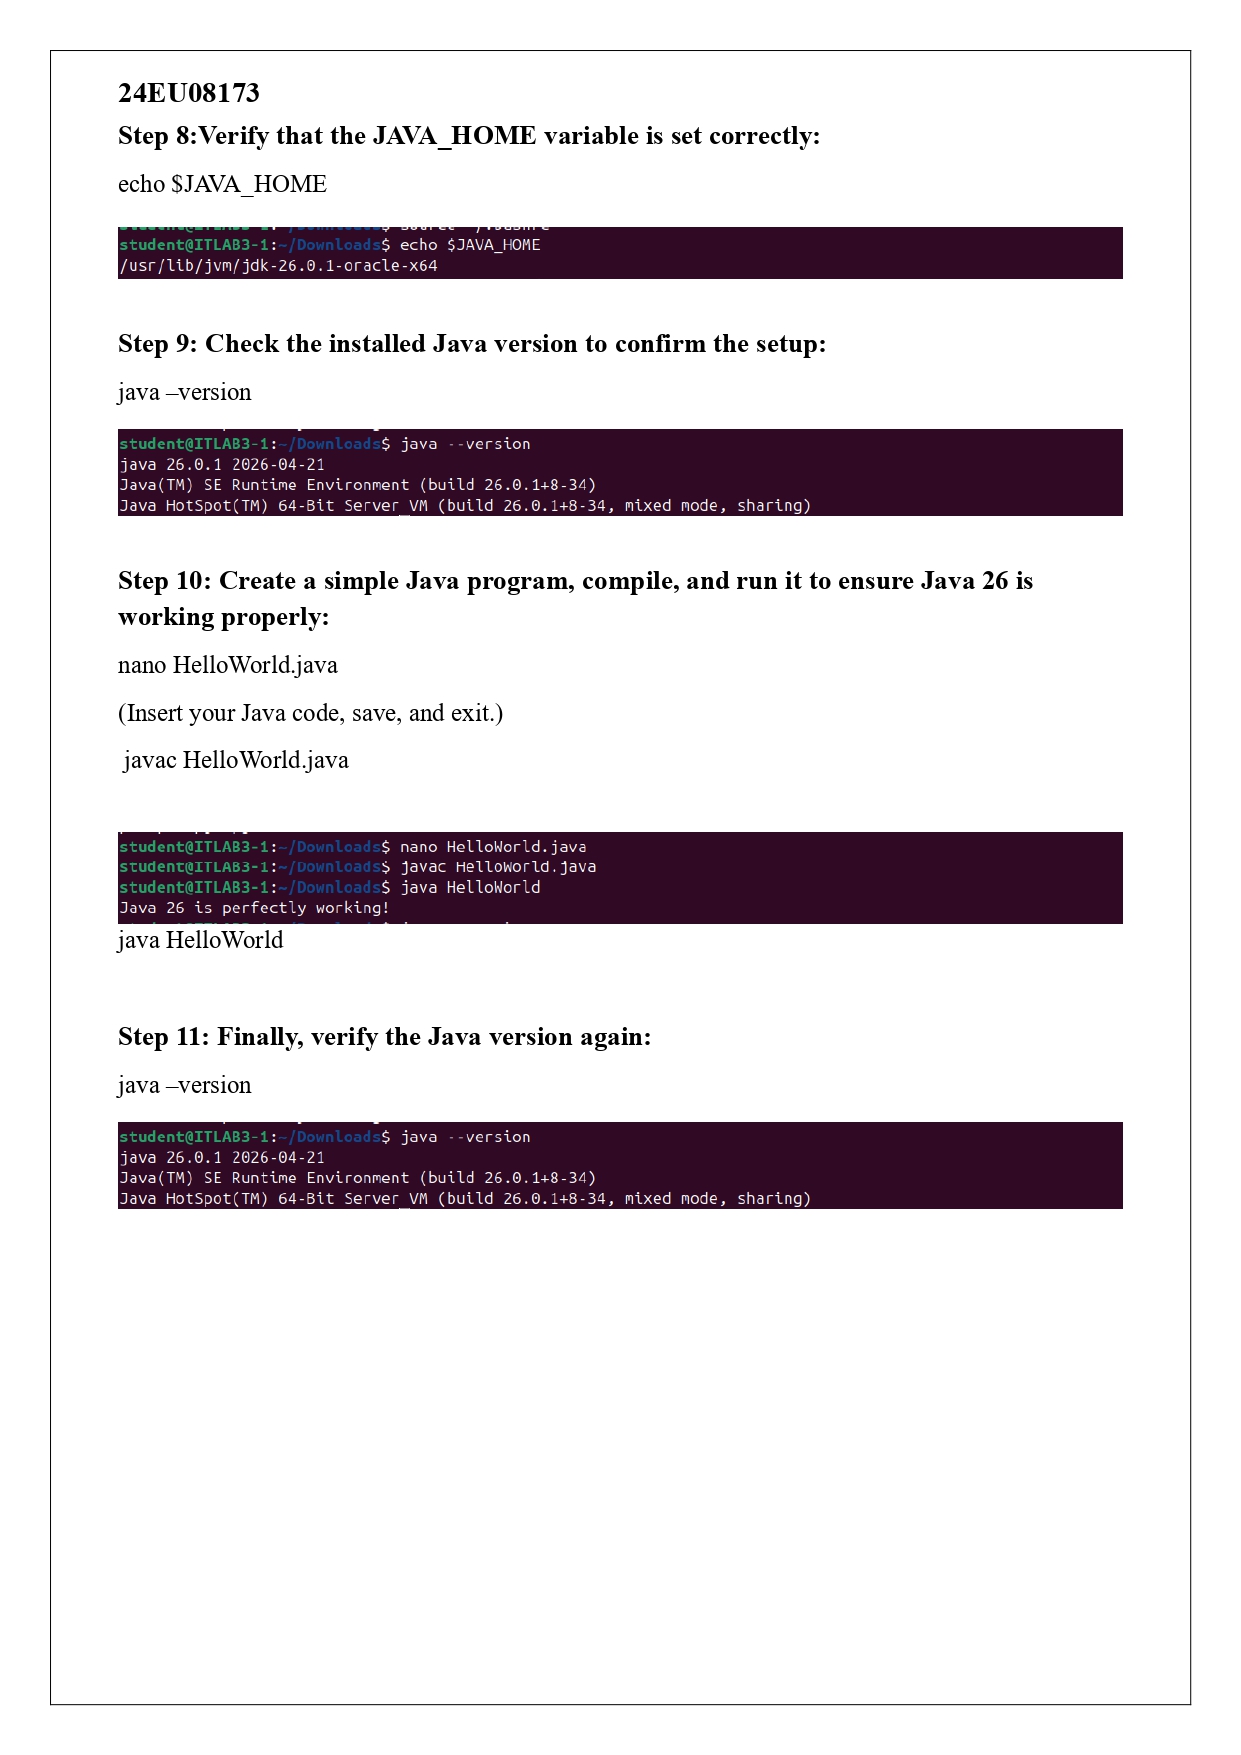 24EU08173
Step 8:Verify that the JAVA_HOME variable is set correctly:
echo $JAVA_HOME
student@ITLAB3-1:~/Downloads$ echo $JAVA_HOME
/usr/lib/jvm/jdk-26.0.1-oracle-x64
Step 9: Check the installed Java version to confirm the setup:
java –version
student@ITLAB3-1:~/Downloads$ java --version
java 26.0.1 2026-04-21
Java(TM) SE Runtime Environment (build 26.0.1+8-34)
Java HotSpot(TM) 64-Bit Server VM (build 26.0.1+8-34, mixed mode, sharing)
Step 10: Create a simple Java program, compile, and run it to ensure Java 26 is
working properly:
nano HelloWorld.java
(Insert your Java code, save, and exit.)
javac HelloWorld.java
student@ITLAB3-1:~/Downloads$ nano HelloWorld.java
student@ITLAB3-1:~/Downloads$ javac HelloWorld.java
student@ITLAB3-1:~/Downloads$ java HelloWorld
Java 26 is perfectly working!
java HelloWorld
Step 11: Finally, verify the Java version again:
java –version
student@ITLAB3-1:~/Downloads$ java --version
java 26.0.1 2026-04-21
Java(TM) SE Runtime Environment (build 26.0.1+8-34)
Java HotSpot(TM) 64-Bit Server VM (build 26.0.1+8-34, mixed mode, sharing)